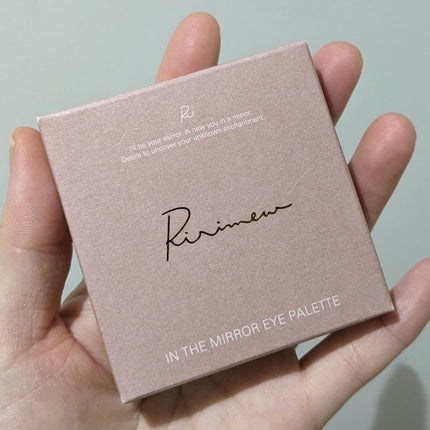 Ri
I'll be your mirror. A new you in a mirror.
Desire to uncover your unknown enchantment.
Ririmew
IN THE MIRROR EYE PALETTE